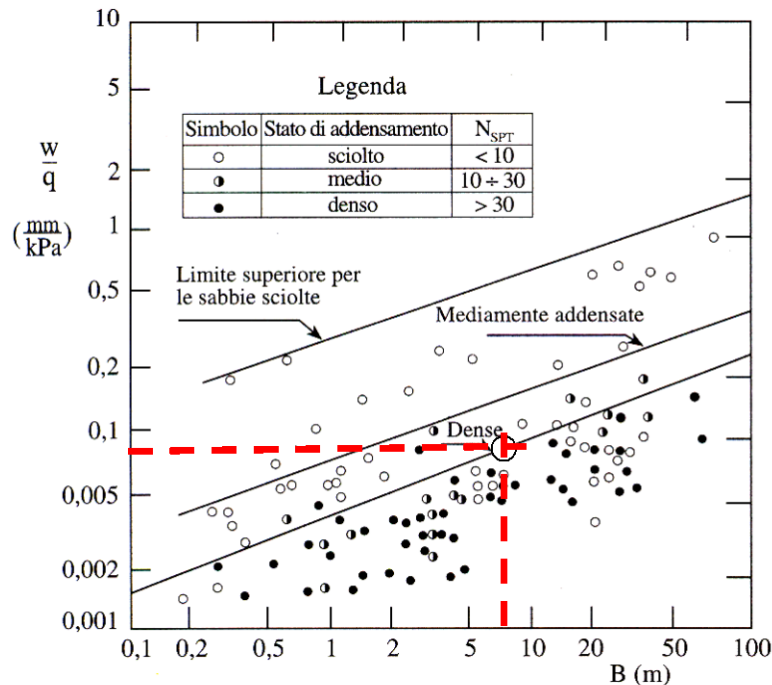 10
5
2
1
0,5
0,2
0,1
0,005
0,002
0,001
w
q
(mm
kPa)
Legenda
Simbolo Stato di addensamento N_SPT
sciolto < 10
medio 10 ÷ 30
denso > 30
Limite superiore per
le sabbie sciolte
Mediamente addensate
Dense
0,1 0,2 0,5 1 2 5 10 20 50 100
B (m)